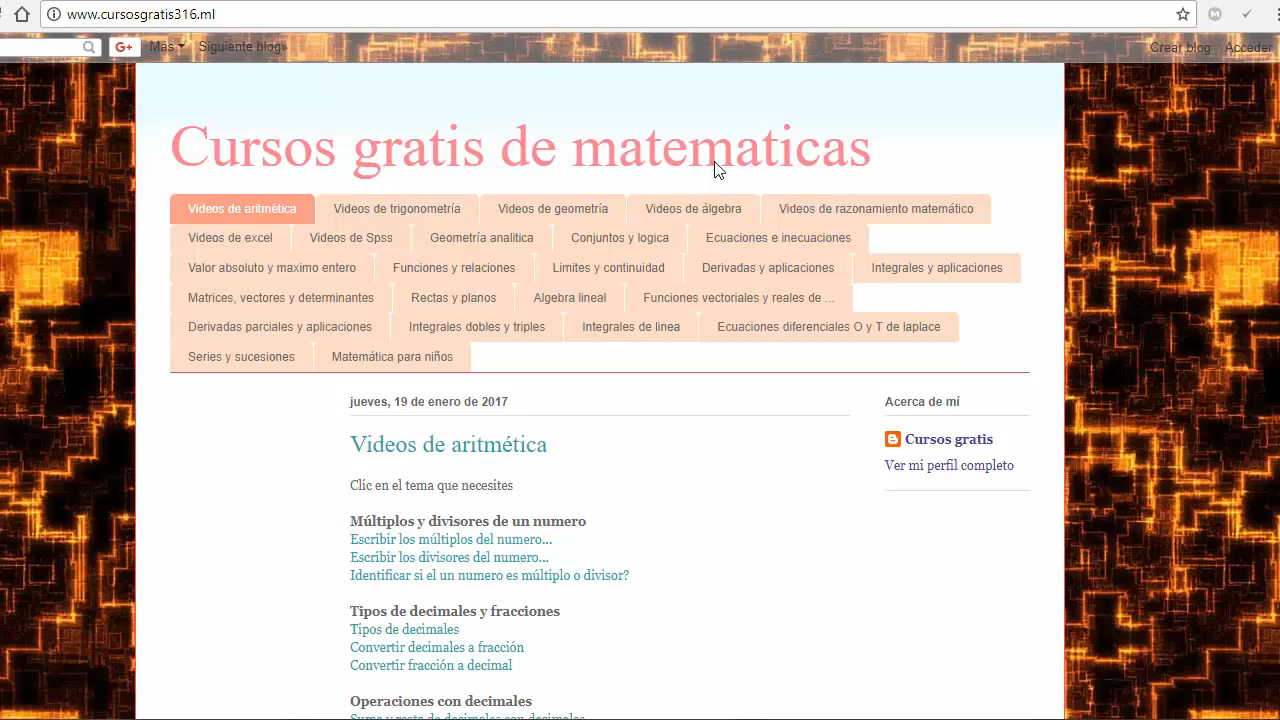 www.cursosgratis316.ml
G+ Más Siguiente blog» Crear blog Acceder
Cursos gratis de matematicas
Videos de aritmètica Videos de trigonometría Videos de geometría Videos de álgebra Videos de razonamiento matemático
Videos de excel Videos de Spss Geometría analitica Conjuntos y logica Ecuaciones e inecuaciones
Valor absoluto y maximo entero Funciones y relaciones Limites y continuidad Derivadas y aplicaciones Integrales y aplicaciones
Matrices, vectores y determinantes Rectas y planos Algebra lineal Funciones vectoriales y reales de ...
Derivadas parciales y aplicaciones Integrales dobles y triples Integrales de linea Ecuaciones diferenciales O y T de laplace
Series y sucesiones Matemática para niños
jueves, 19 de enero de 2017
Videos de aritmética
Clic en el tema que necesites
Múltiplos y divisores de un numero
Escribir los múltiplos del numero...
Escribir los divisores del numero...
Identificar si el un numero es múltiplo o divisor?
Tipos de decimales y fracciones
Tipos de decimales
Convertir decimales a fracción
Convertir fracción a decimal
Operaciones con decimales
Suma y resta de decimales con decimales
Acerca de mí
Cursos gratis
Ver mi perfil completo